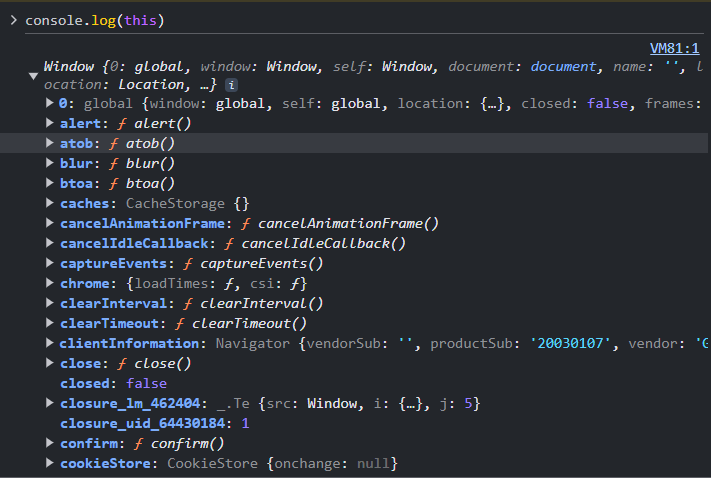 > console.log(this)
VM81:1
▼ Window {0: global, window: Window, self: Window, document: document, name: '', l
ocation: Location, …} i
▶ 0: global {window: global, self: global, location: {…}, closed: false, frames:
▶ alert: ƒ alert()
▶ atob: ƒ atob()
▶ blur: ƒ blur()
▶ btoa: ƒ btoa()
▶ caches: CacheStorage {}
▶ cancelAnimationFrame: ƒ cancelAnimationFrame()
▶ cancelIdleCallback: ƒ cancelIdleCallback()
▶ captureEvents: ƒ captureEvents()
▶ chrome: {loadTimes: ƒ, csi: ƒ}
▶ clearInterval: ƒ clearInterval()
▶ clearTimeout: ƒ clearTimeout()
▶ clientInformation: Navigator {vendorSub: '', productSub: '20030107', vendor: 'G
▶ close: ƒ close()
closed: false
▶ closure_lm_462404: _.Te {src: Window, i: {…}, j: 5}
closure_uid_64430184: 1
▶ confirm: ƒ confirm()
▶ cookieStore: CookieStore {onchange: null}